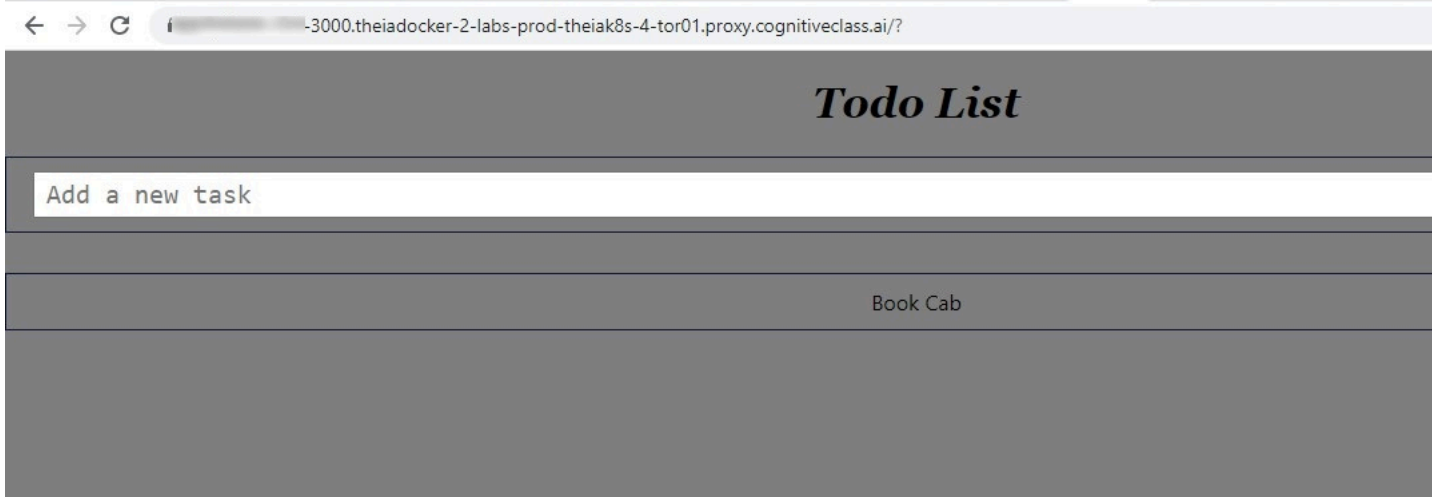 -3000.theiadocker-2-labs-prod-theiak8s-4-tor01.proxy.cognitiveclass.ai/?
Todo List
Add a new task
Book Cab